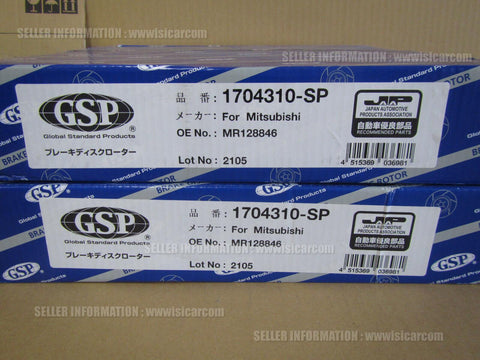 SELLER INFORMATION : wwwisicarcom
GSP
®
Global Standard Products
ブレーキディスクローター
品 番: 1704310-SP
メーカー: For Mitsubishi
OE No.: MR128846
Lot No : 2105
JAPAN AUTOMOTIVE
PRODUCTS ASSOCIATION
自動車優良部品
RECOMMENDED PARTS
4 515369 036981
ROTOR
BRAKE
SELLER INFORMATION : wwwisicarcom
GSP
®
Global Standard Products
ブレーキディスクローター
品 番: 1704310-SP
メーカー: For Mitsubishi
OE No.: MR128846
Lot No : 2105
JAPAN AUTOMOTIVE
PRODUCTS ASSOCIATION
自動車優良部品
RECOMMENDED PARTS
4 515369 036981
GSP
GSP
SELLER INFORMATION : wwwisicarcom